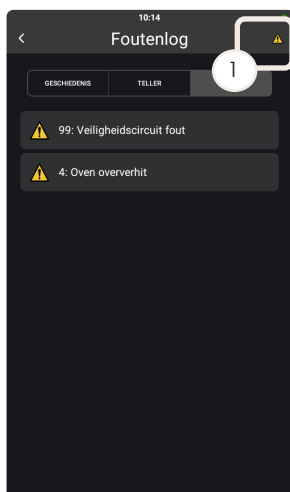 10:14
Foutenlog
1
GESCHIEDENIS TELLER
99: Veiligheidscircuit fout
4: Oven oververhit